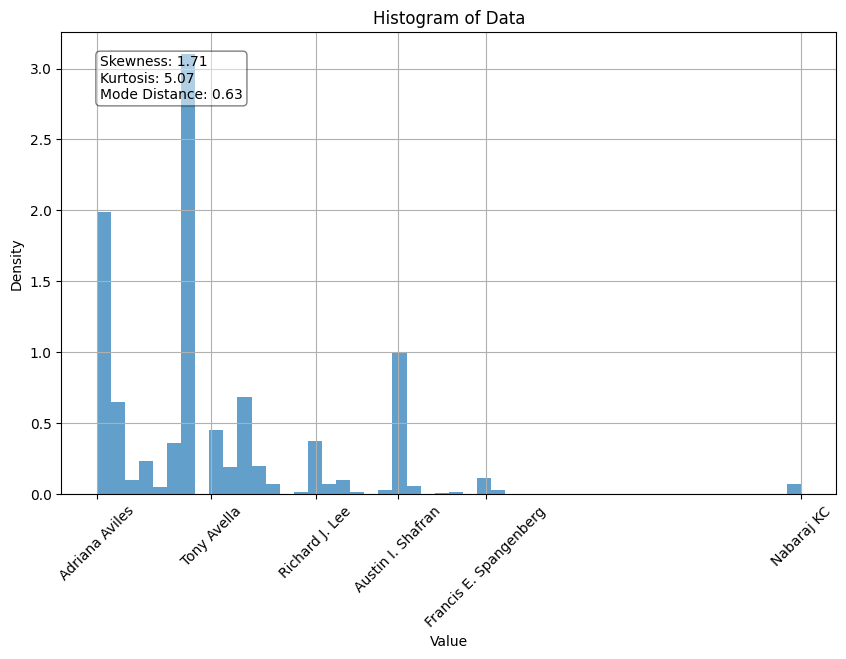 Histogram of Data
Skewness: 1.71
Kurtosis: 5.07
Mode Distance: 0.63
3.0
2.5
2.0
1.5
1.0
0.5
0.0
Density
Adriana Aviles
Tony Avella
Richard J. Lee
Austin I. Shafran
Francis E. Spangenberg
Nabaraj KC
Value